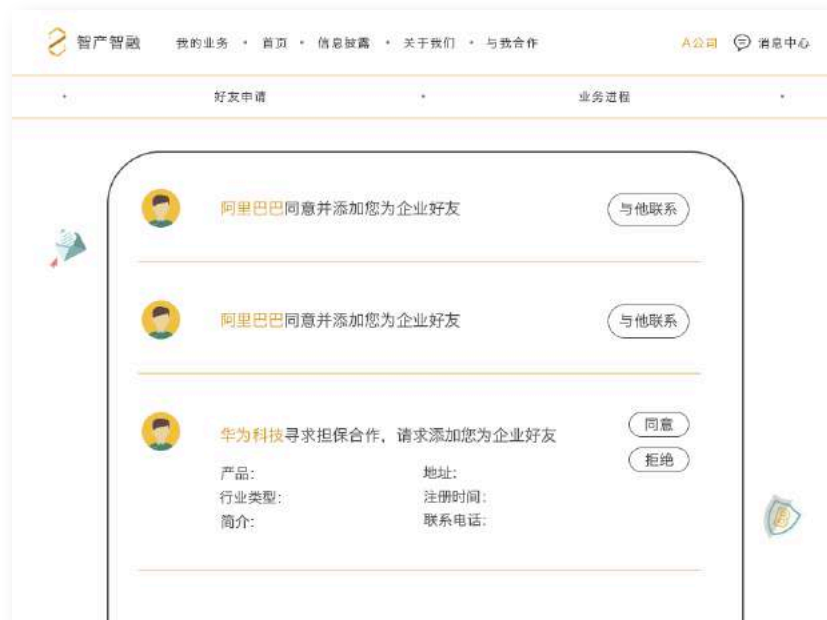 智产智融 我的业务 • 首页 • 信息披露 • 关于我们 • 与我合作 A公司 消息中心
• 好友申请 • 业务进程 •
阿里巴巴同意并添加您为企业好友 与他联系
阿里巴巴同意并添加您为企业好友 与他联系
同意
华为科技寻求担保合作，请求添加您为企业好友
拒绝
产品: 地址:
行业类型: 注册时间:
简介: 联系电话: